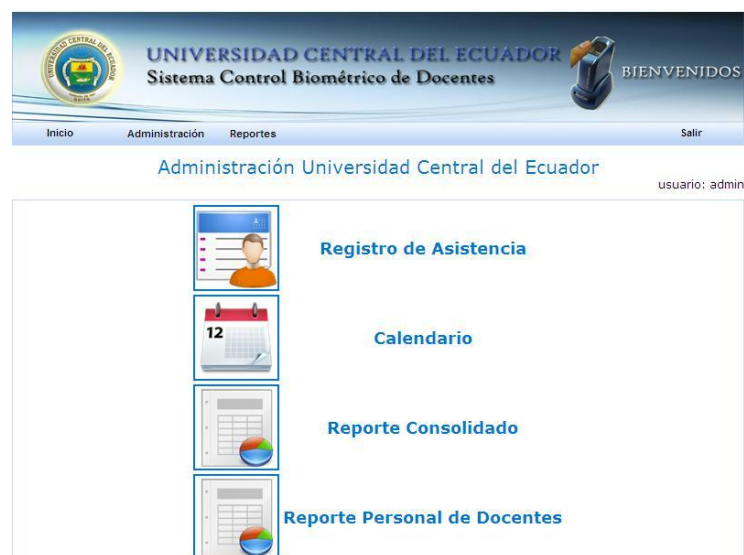 UNIVERSIDAD CENTRAL DEL ECUADOR
Sistema Control Biométrico de Docentes
BIENVENIDOS
Inicio Administración Reportes Salir
Administración Universidad Central del Ecuador
usuario: admin
Registro de Asistencia
12
Calendario
Reporte Consolidado
Reporte Personal de Docentes